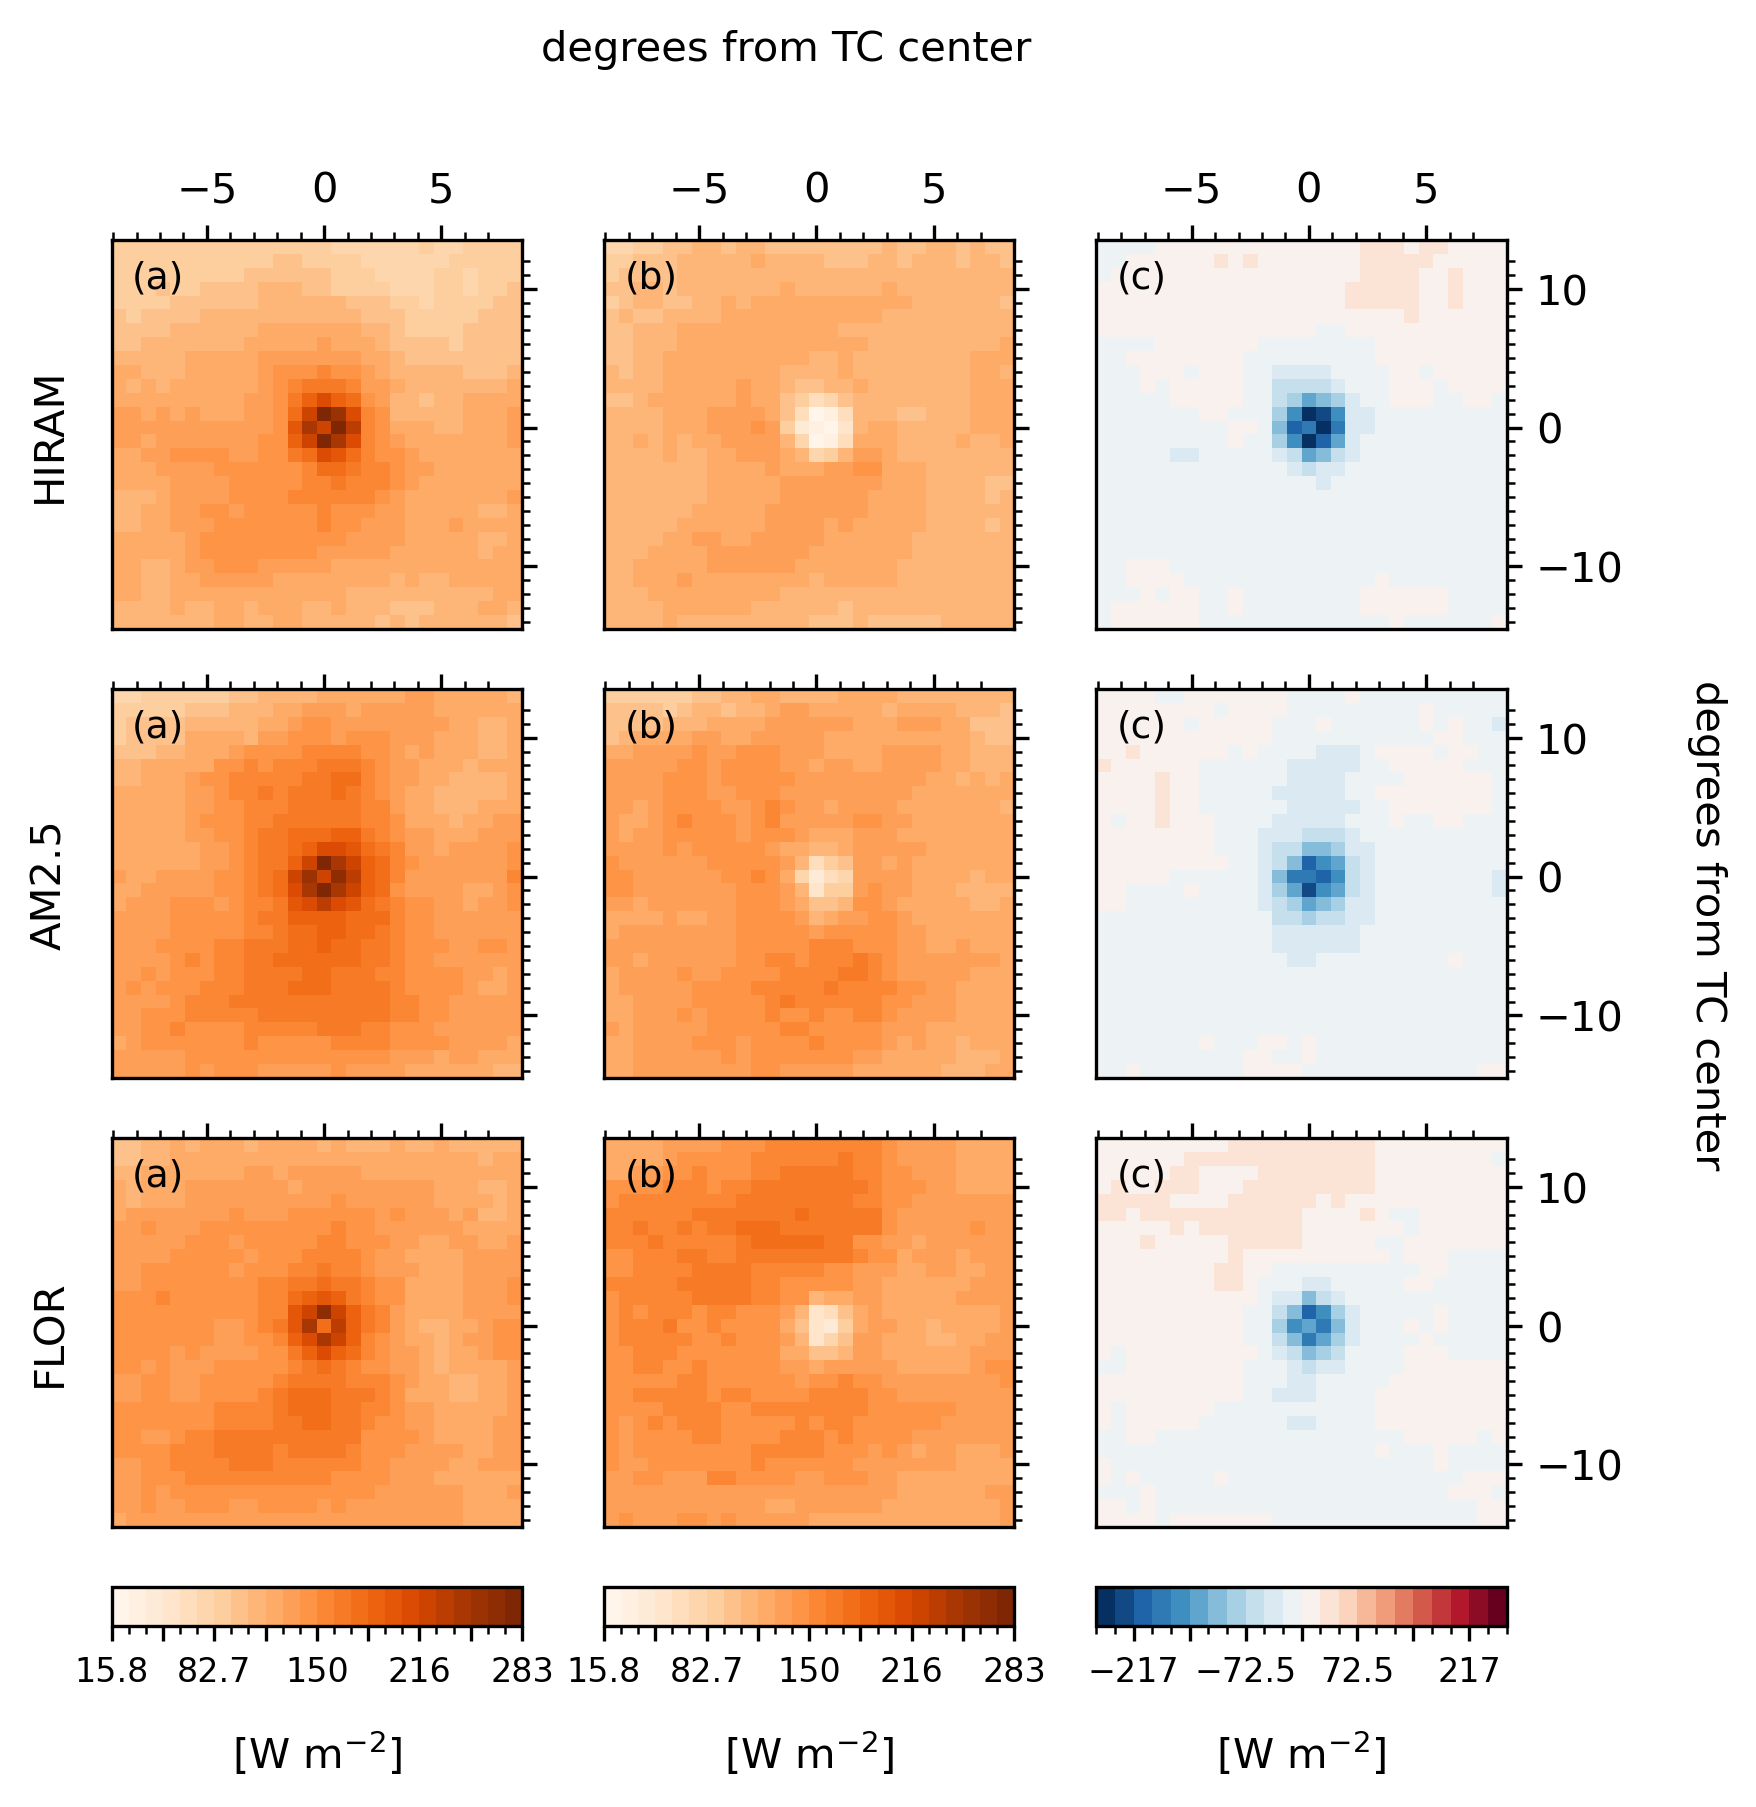 degrees from TC center
−5 0 5 −5 0 5 −5 0 5
(a) (b) (c)
10
0
−10
HIRAM
(a) (b) (c)
10
0
−10
AM2.5
degrees from TC center
(a) (b) (c)
10
0
−10
FLOR
15.8 82.7 150 216 283 15.8 82.7 150 216 283 −217 −72.5 72.5 217
[W m⁻²] [W m⁻²] [W m⁻²]